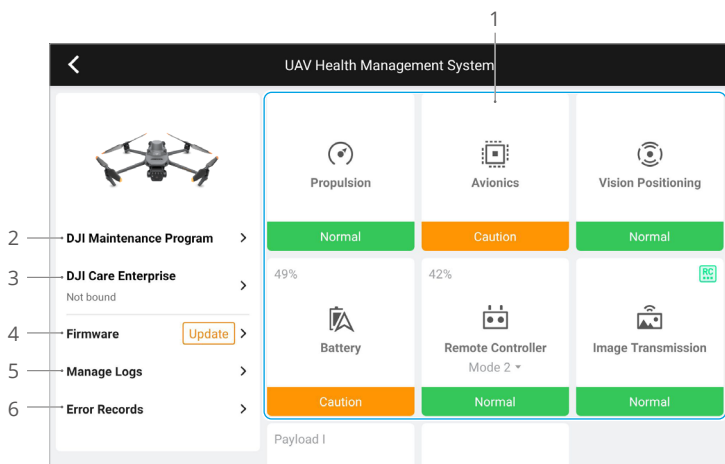 1
UAV Health Management System
Propulsion
Avionics
Vision Positioning
Normal
Caution
Normal
2
DJI Maintenance Program
3
DJI Care Enterprise
Not bound
49%
42%
RC
4
Firmware
Update
Battery
Remote Controller
Mode 2
Image Transmission
5
Manage Logs
6
Error Records
Caution
Normal
Normal
Payload I